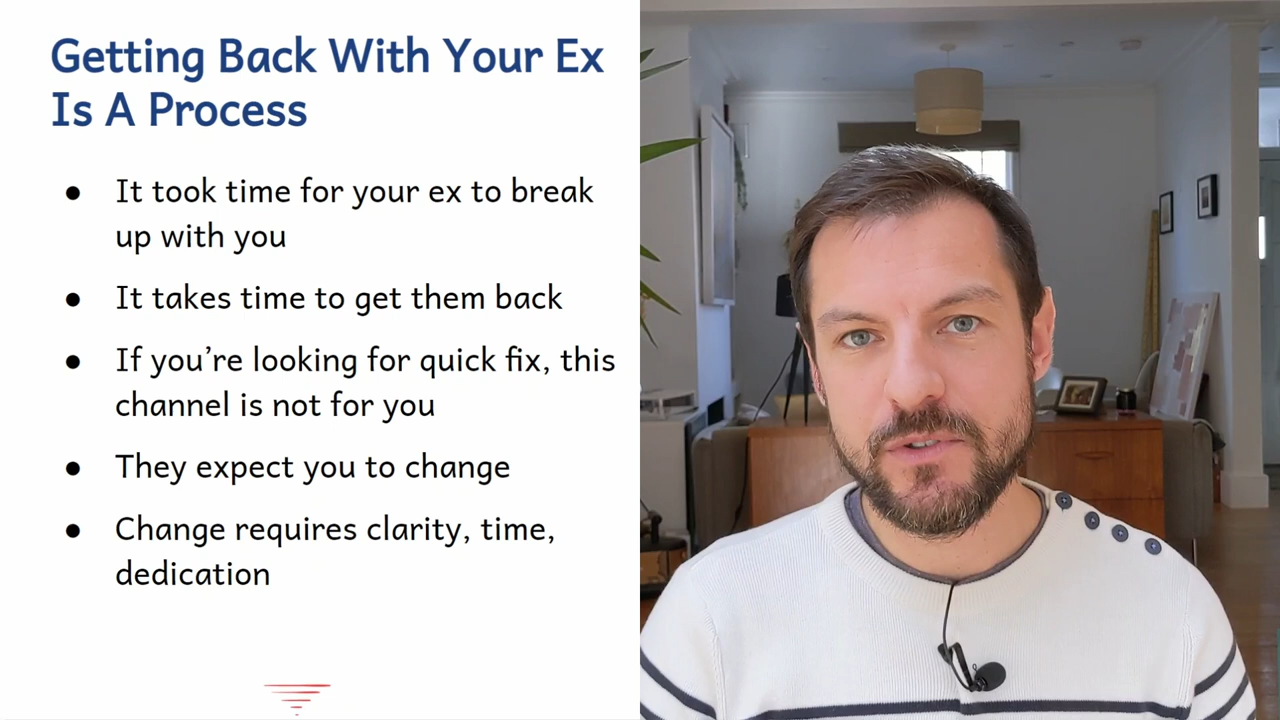 Getting Back With Your Ex
Is A Process
● It took time for your ex to break
up with you
● It takes time to get them back
● If you’re looking for quick fix, this
channel is not for you
● They expect you to change
● Change requires clarity, time,
dedication